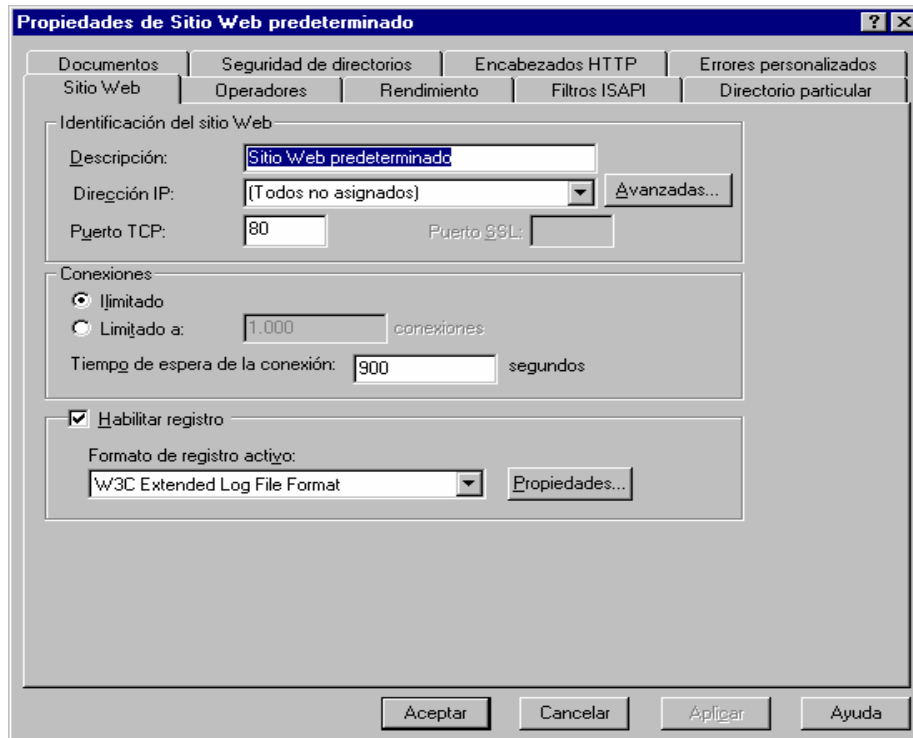 Propiedades de Sitio Web predeterminado
Documentos Seguridad de directorios Encabezados HTTP Errores personalizados
Sitio Web Operadores Rendimiento Filtros ISAPI Directorio particular
Identificación del sitio Web
Descripción: Sitio Web predeterminado
Dirección IP: (Todos no asignados) Avanzadas...
Puerto TCP: 80 Puerto SSL:
Conexiones
Ilimitado
Limitado a: 1.000 conexiones
Tiempo de espera de la conexión: 900 segundos
Habilitar registro
Formato de registro activo:
W3C Extended Log File Format Propiedades...
Aceptar Cancelar Aplicar Ayuda